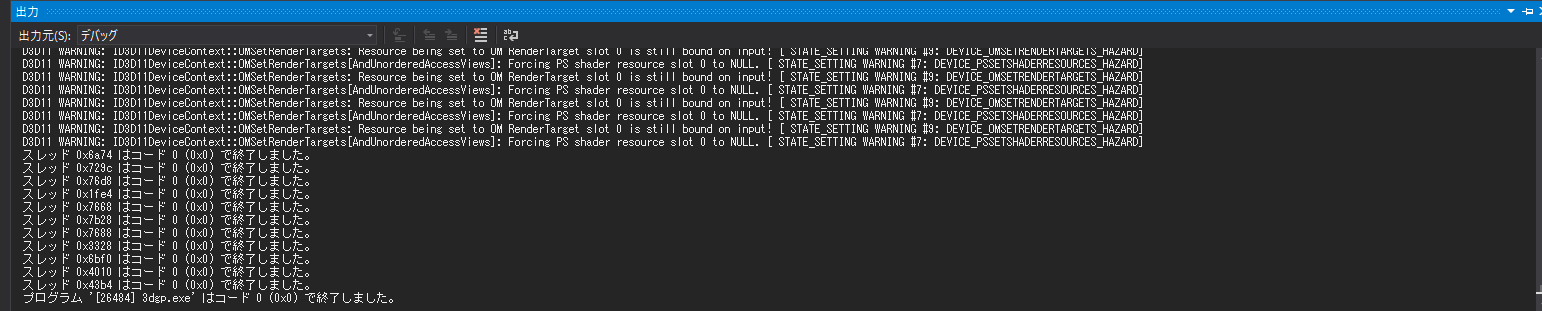 出力
出力元(S): デバッグ
D3D11 WARNING: ID3D11DeviceContext::OMSetRenderTargets: Resource being set to OM RenderTarget slot 0 is still bound on input! [ STATE_SETTING WARNING #9: DEVICE_OMSETRENDERTARGETS_HAZARD]
D3D11 WARNING: ID3D11DeviceContext::OMSetRenderTargets[AndUnorderedAccessViews]: Forcing PS shader resource slot 0 to NULL. [ STATE_SETTING WARNING #7: DEVICE_PSSETSHADERRESOURCES_HAZARD]
D3D11 WARNING: ID3D11DeviceContext::OMSetRenderTargets: Resource being set to OM RenderTarget slot 0 is still bound on input! [ STATE_SETTING WARNING #9: DEVICE_OMSETRENDERTARGETS_HAZARD]
D3D11 WARNING: ID3D11DeviceContext::OMSetRenderTargets[AndUnorderedAccessViews]: Forcing PS shader resource slot 0 to NULL. [ STATE_SETTING WARNING #7: DEVICE_PSSETSHADERRESOURCES_HAZARD]
D3D11 WARNING: ID3D11DeviceContext::OMSetRenderTargets: Resource being set to OM RenderTarget slot 0 is still bound on input! [ STATE_SETTING WARNING #9: DEVICE_OMSETRENDERTARGETS_HAZARD]
D3D11 WARNING: ID3D11DeviceContext::OMSetRenderTargets[AndUnorderedAccessViews]: Forcing PS shader resource slot 0 to NULL. [ STATE_SETTING WARNING #7: DEVICE_PSSETSHADERRESOURCES_HAZARD]
D3D11 WARNING: ID3D11DeviceContext::OMSetRenderTargets: Resource being set to OM RenderTarget slot 0 is still bound on input! [ STATE_SETTING WARNING #9: DEVICE_OMSETRENDERTARGETS_HAZARD]
D3D11 WARNING: ID3D11DeviceContext::OMSetRenderTargets[AndUnorderedAccessViews]: Forcing PS shader resource slot 0 to NULL. [ STATE_SETTING WARNING #7: DEVICE_PSSETSHADERRESOURCES_HAZARD]
スレッド 0x6a74 はコード 0 (0x0) で終了しました。
スレッド 0x729c はコード 0 (0x0) で終了しました。
スレッド 0x76d8 はコード 0 (0x0) で終了しました。
スレッド 0x1fe4 はコード 0 (0x0) で終了しました。
スレッド 0x7668 はコード 0 (0x0) で終了しました。
スレッド 0x7b28 はコード 0 (0x0) で終了しました。
スレッド 0x7688 はコード 0 (0x0) で終了しました。
スレッド 0x3328 はコード 0 (0x0) で終了しました。
スレッド 0x6bf0 はコード 0 (0x0) で終了しました。
スレッド 0x4010 はコード 0 (0x0) で終了しました。
スレッド 0x43b4 はコード 0 (0x0) で終了しました。
プログラム '[26484] 3dgp.exe' はコード 0 (0x0) で終了しました。